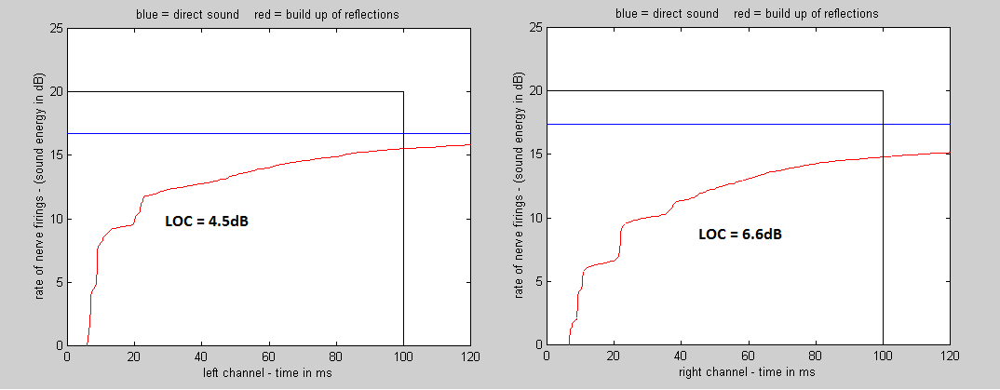 blue = direct sound    red = build up of reflections
25
20
15
10
5
0
rate of nerve firings - (sound energy in dB)
LOC = 4.5dB
0 20 40 60 80 100 120
left channel - time in ms
blue = direct sound    red = build up of reflections
25
20
15
10
5
0
rate of nerve firings - (sound energy in dB)
LOC = 6.6dB
0 20 40 60 80 100 120
right channel - time in ms